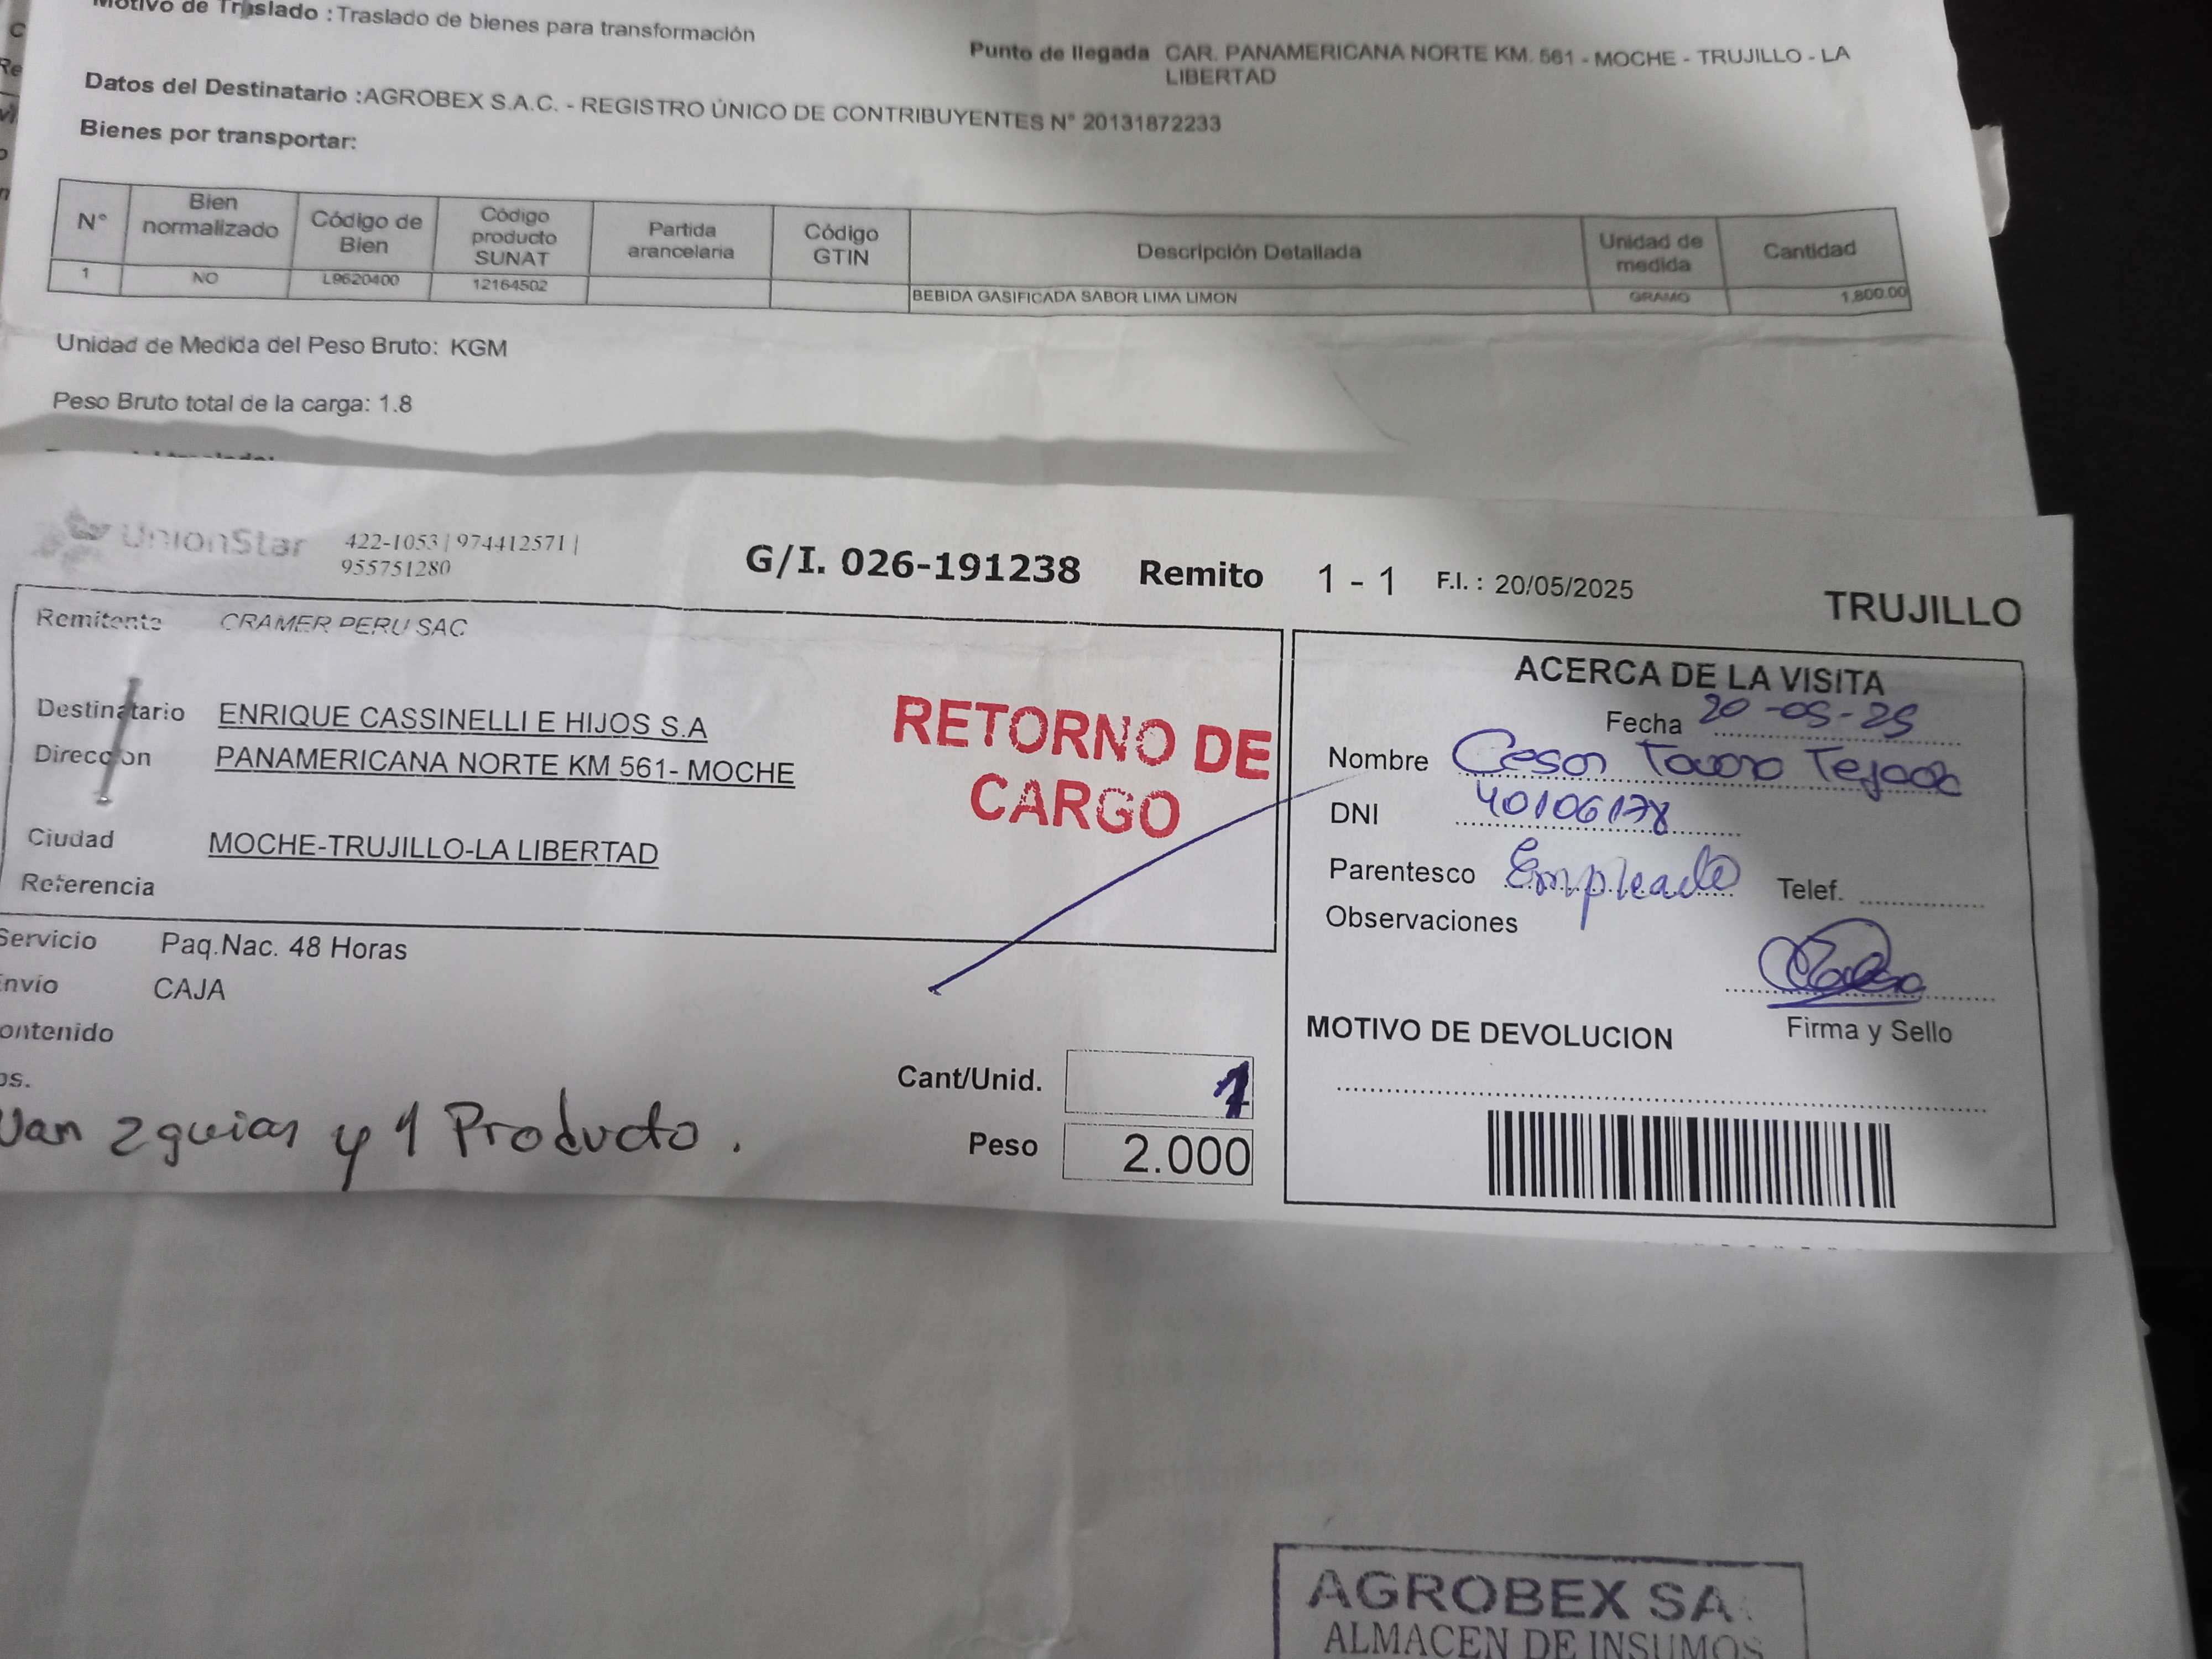 Motivo de Traslado : Traslado de bienes para transformación
Punto de llegada CAR. PANAMERICANA NORTE KM. 561 - MOCHE - TRUJILLO - LA
LIBERTAD
Datos del Destinatario :AGROBEX S.A.C. - REGISTRO ÚNICO DE CONTRIBUYENTES N° 20131872233
Bienes por transportar:
N° Bien normalizado Código de Bien Código producto SUNAT Partida arancelaria Código GTIN Descripción Detallada Unidad de medida Cantidad
1 NO L9620400 12164502 BEBIDA GASIFICADA SABOR LIMA LIMON GRAMO 1,800.00
Unidad de Medida del Peso Bruto: KGM
Peso Bruto total de la carga: 1.8
UnionStar 422-1053 | 974412571 |
955751280
G/I. 026-191238 Remito 1 - 1 F.I. : 20/05/2025 TRUJILLO
Remitente CRAMER PERU SAC
Destinatario ENRIQUE CASSINELLI E HIJOS S.A
Direccion PANAMERICANA NORTE KM 561- MOCHE
Ciudad MOCHE-TRUJILLO-LA LIBERTAD
Referencia
RETORNO DE
CARGO
Servicio Paq.Nac. 48 Horas
Envio CAJA
Contenido
Van 2 guias y 1 Producto.
Cant/Unid. 1
Peso 2.000
ACERCA DE LA VISITA
Fecha 20-05-25
Nombre Cesar Tejada
DNI 40106178
Parentesco Empleado Telef.
Observaciones
Firma y Sello
MOTIVO DE DEVOLUCION
AGROBEX SA
ALMACEN DE INSUMOS